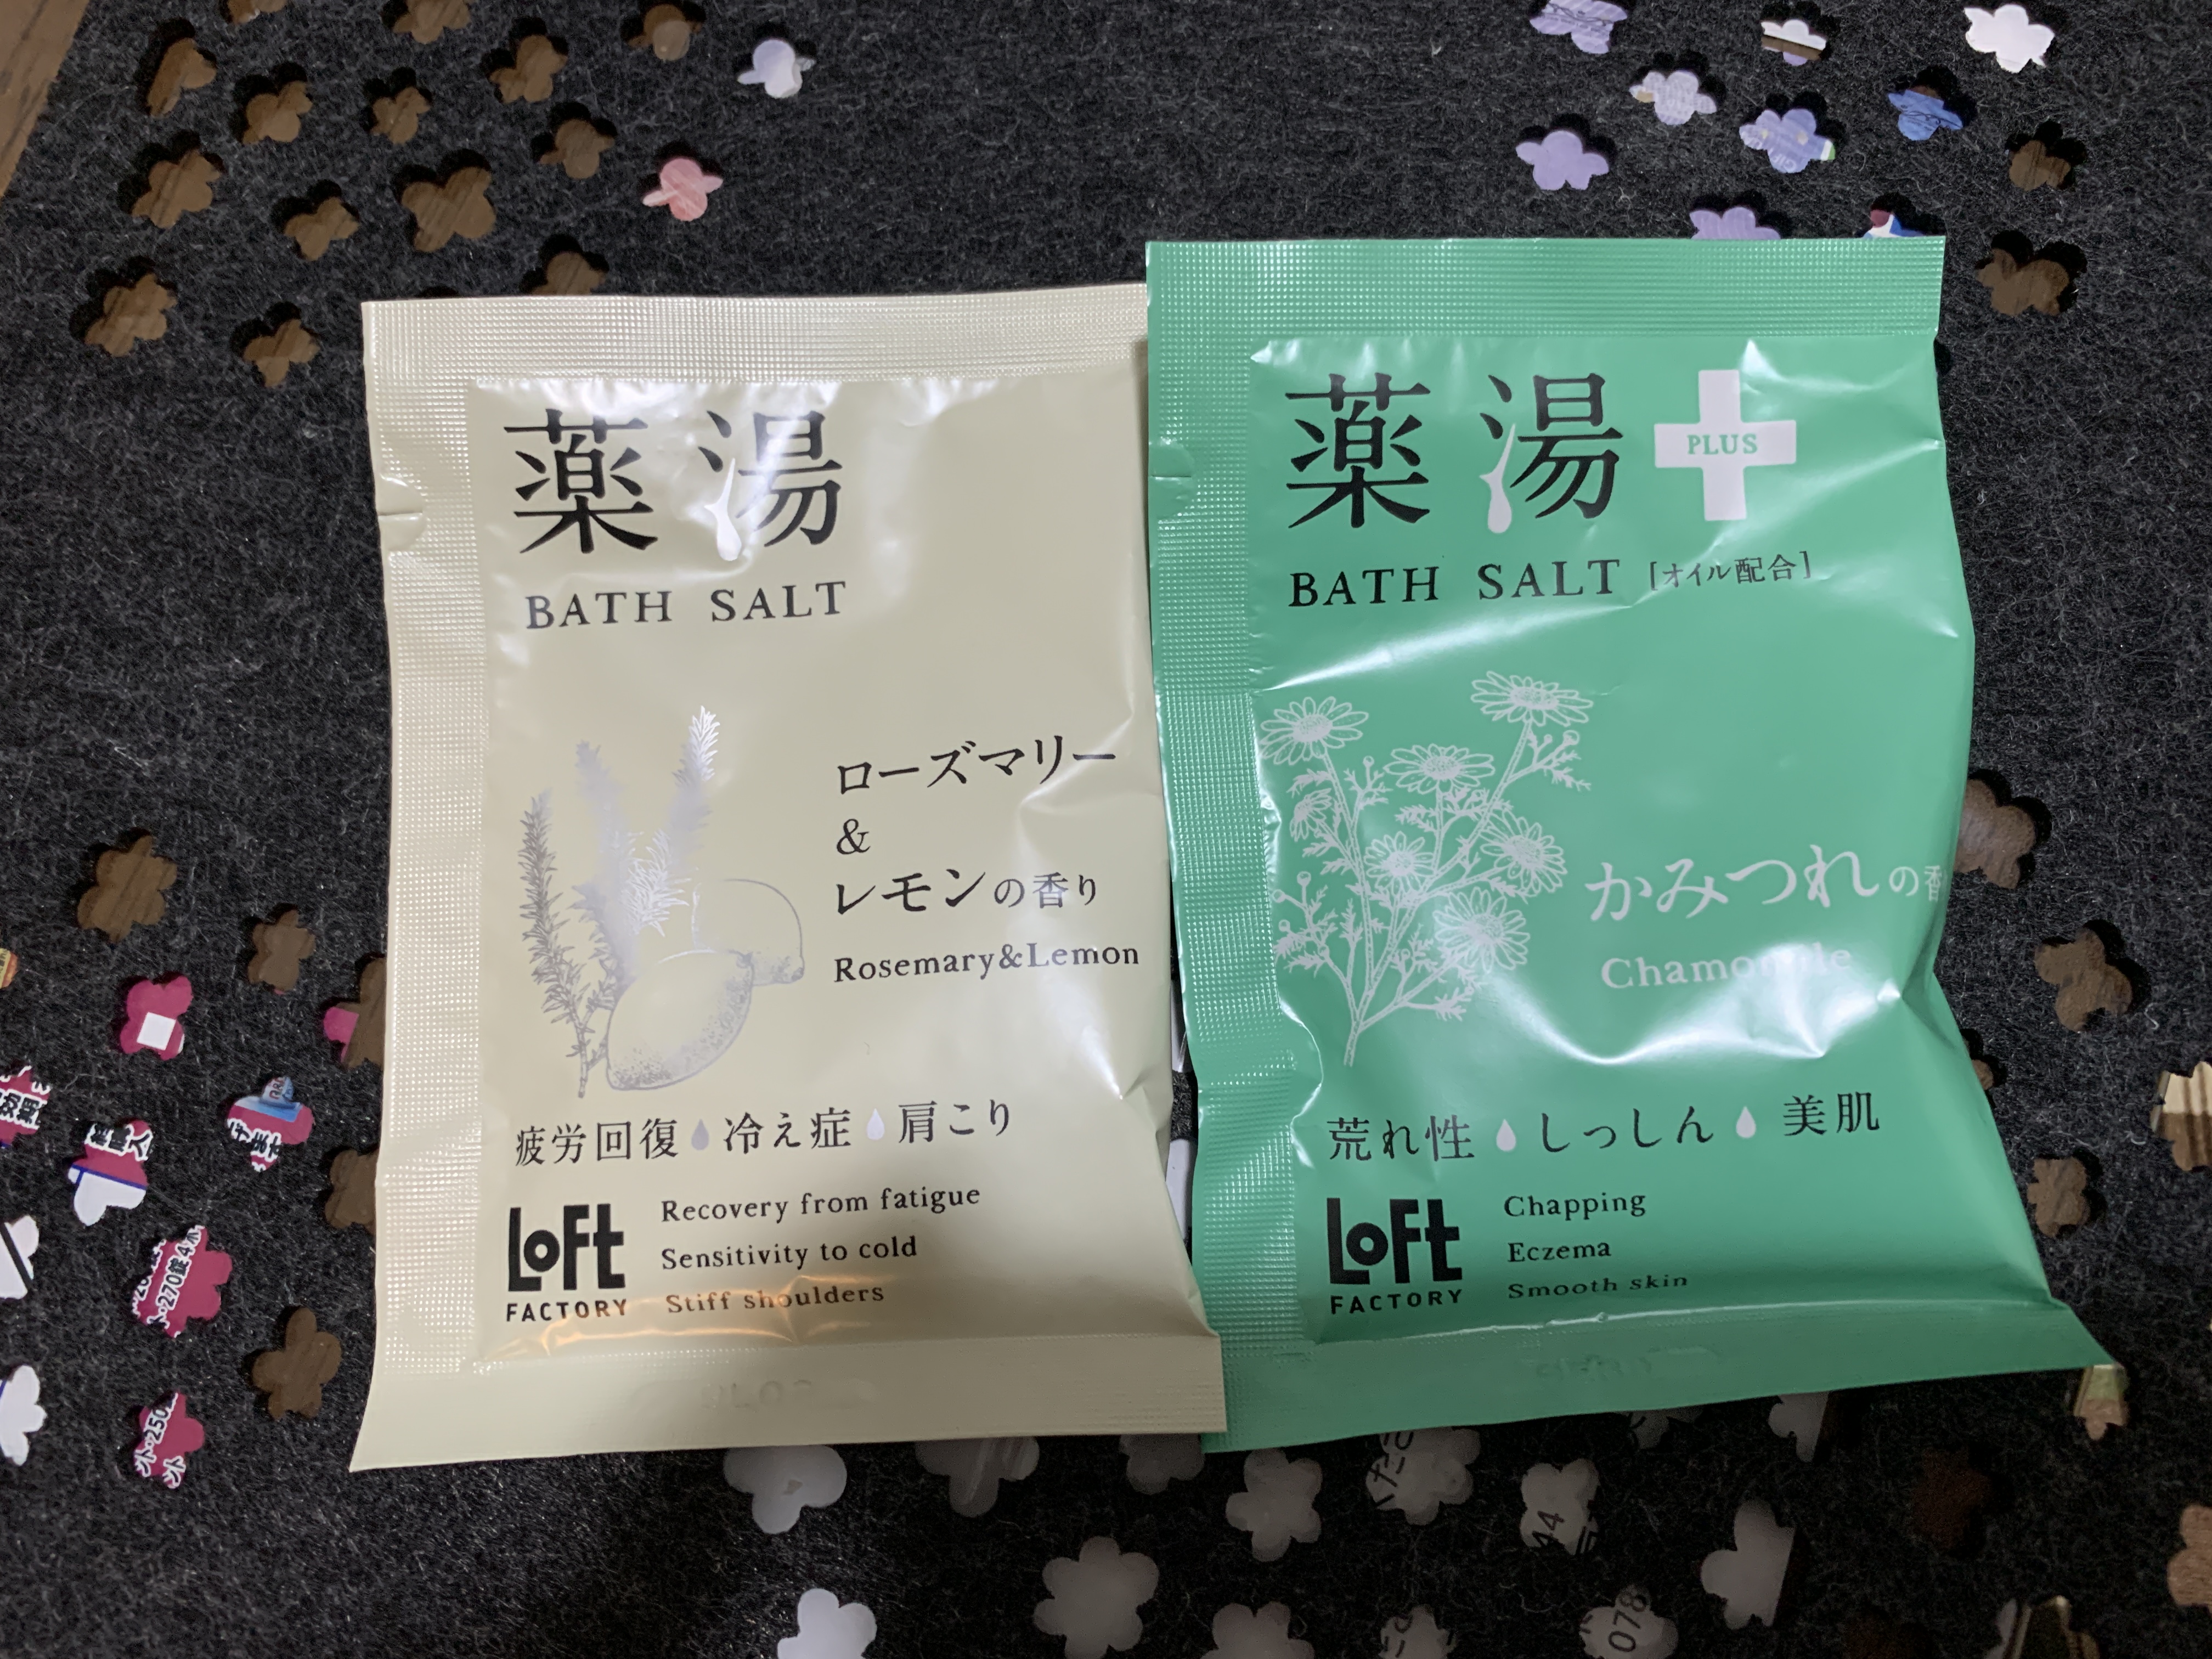 薬湯
BATH SALT
ローズマリー
&
レモンの香り
Rosemary&Lemon
疲労回復 冷え症 肩こり
LOFT
FACTORY
Recovery from fatigue
Sensitivity to cold
Stiff shoulders
薬湯 PLUS
BATH SALT [オイル配合]
かみつれの香
Chamomile
荒れ性 しっしん 美肌
LOFT
FACTORY
Chapping
Eczema
Smooth skin
44
078